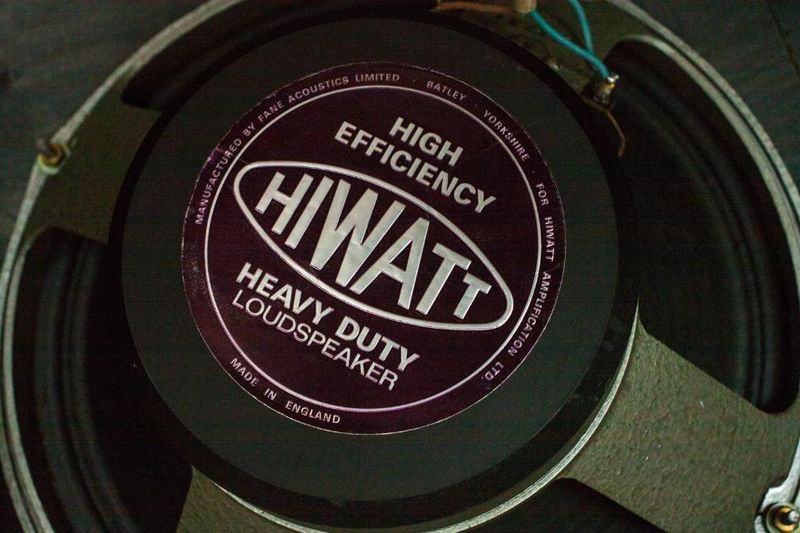 MANUFACTURED BY FANE ACOUSTICS LIMITED · BATLEY · YORKSHIRE · FOR HIWATT AMPLIFICATION LTD.
HIGH
EFFICIENCY
HIWATT
HEAVY DUTY
LOUDSPEAKER
MADE IN ENGLAND